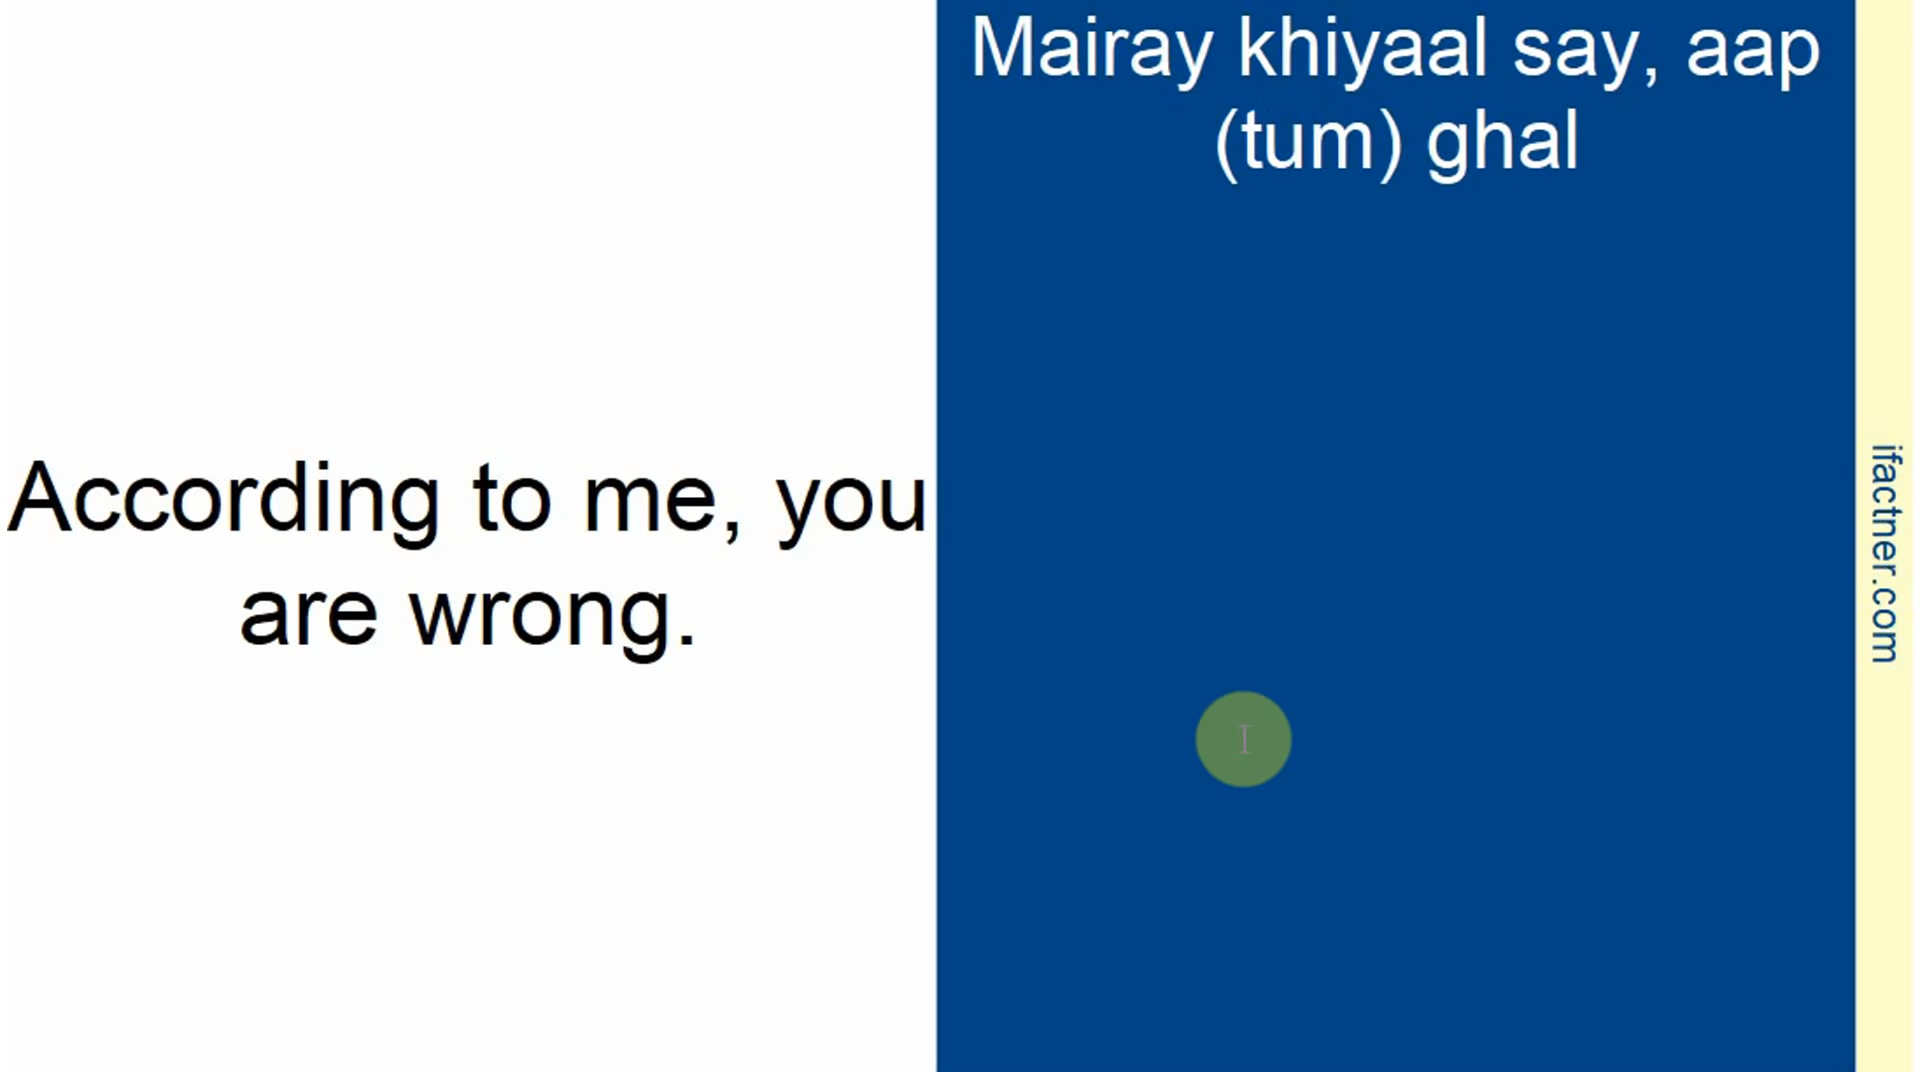 According to me, you
are wrong.
Mairay khiyaal say, aap
(tum) ghal
ifactner.com